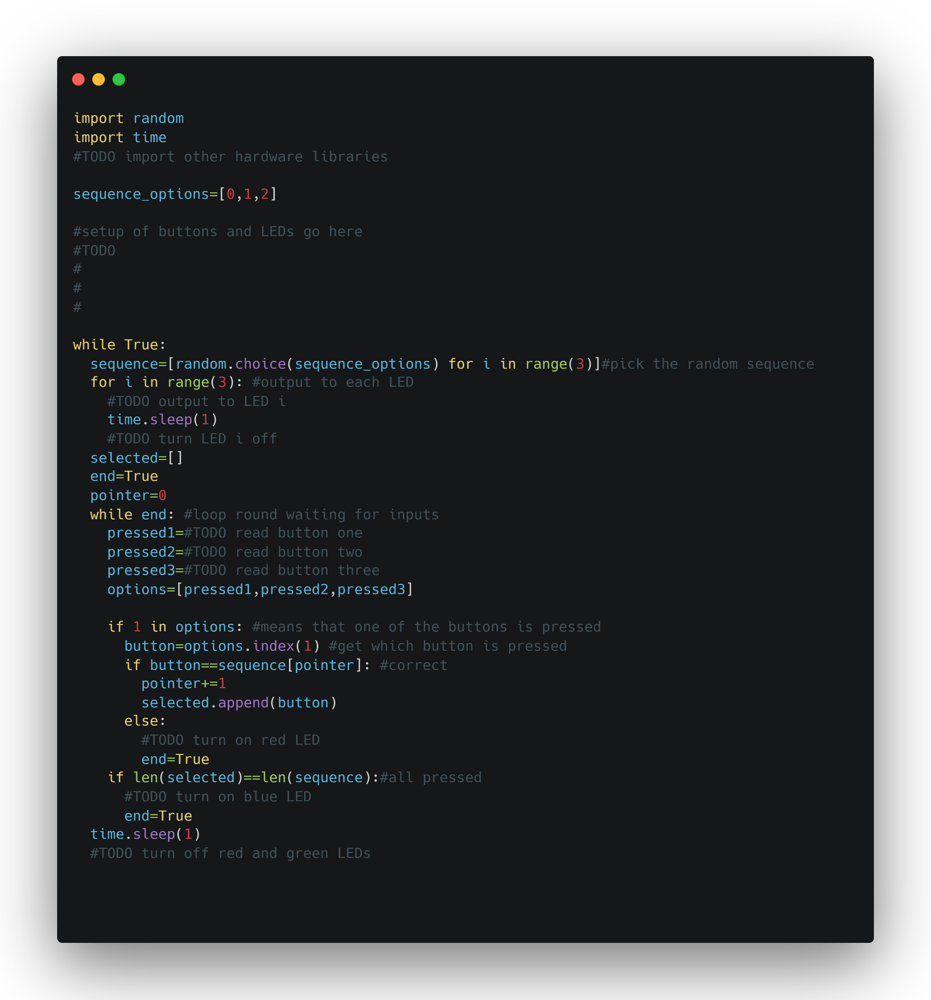 import random
import time
#TODO import other hardware libraries
sequence_options=[0,1,2]
#setup of buttons and LEDs go here
#TODO
#
#
#
while True:
  sequence=[random.choice(sequence_options) for i in range(3)]#pick the random sequence
  for i in range(3): #output to each LED
    #TODO output to LED i
    time.sleep(1)
    #TODO turn LED i off
  selected=[]
  end=True
  pointer=0
  while end: #loop round waiting for inputs
    pressed1=#TODO read button one
    pressed2=#TODO read button two
    pressed3=#TODO read button three
    options=[pressed1,pressed2,pressed3]
    if 1 in options: #means that one of the buttons is pressed
      button=options.index(1) #get which button is pressed
      if button==sequence[pointer]: #correct
        pointer+=1
        selected.append(button)
      else:
        #TODO turn on red LED
        end=True
    if len(selected)==len(sequence):#all pressed
      #TODO turn on blue LED
      end=True
  time.sleep(1)
  #TODO turn off red and green LEDs